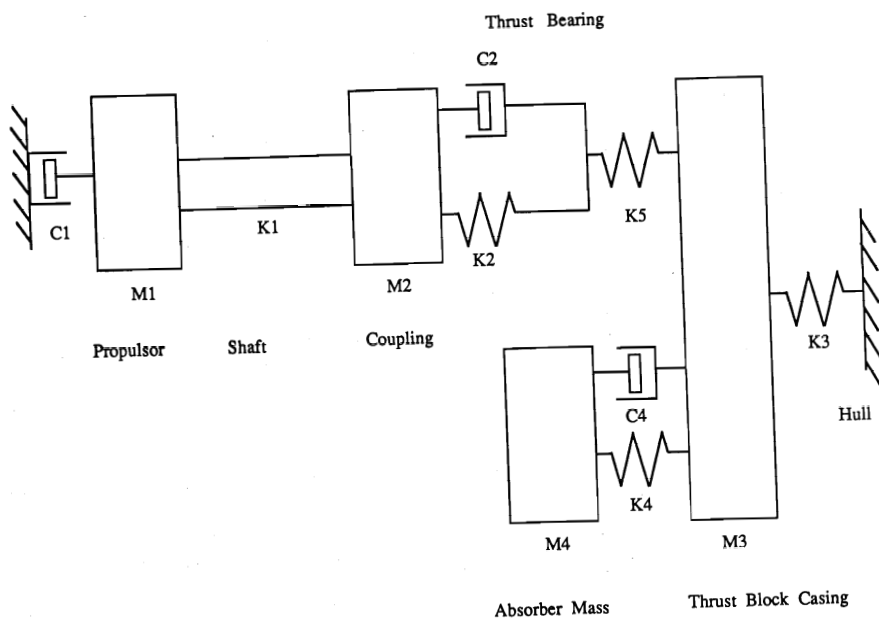 Thrust Bearing
C2
C1
K1
K2
K5
M1
M2
K3
Propulsor
Shaft
Coupling
C4
Hull
K4
M4
M3
Absorber Mass
Thrust Block Casing